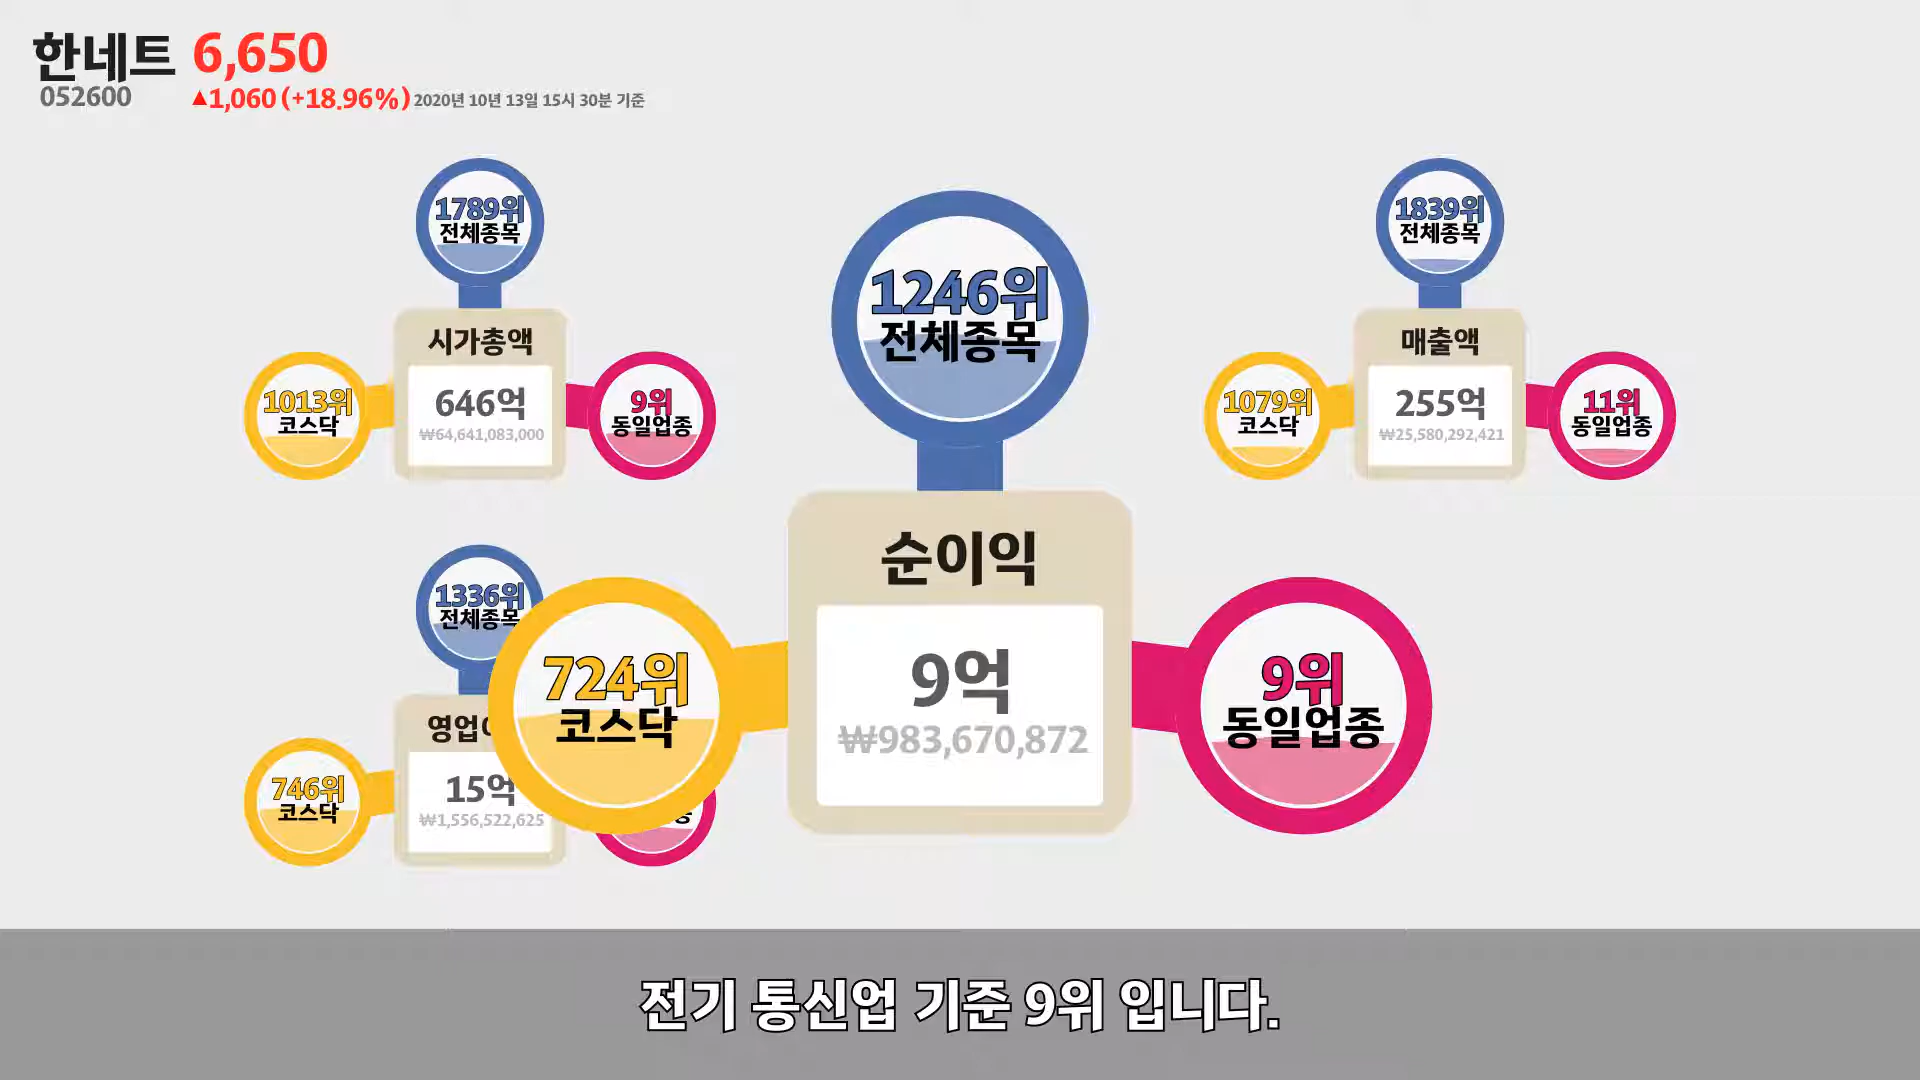 한네트 6,650
052600
▲1,060 (+18.96%) 2020년 10년 13일 15시 30분 기준
1789위
전체종목
시가총액
646억
₩64,641,083,000
1013위
코스닥
9위
동일업종
1246위
전체종목
순이익
9억
₩983,670,872
724위
코스닥
9위
동일업종
1839위
전체종목
매출액
255억
₩25,580,292,421
1079위
코스닥
11위
동일업종
1336위
전체종목
영업
15억
₩1,556,522,625
746위
코스닥
전기 통신업 기준 9위 입니다.